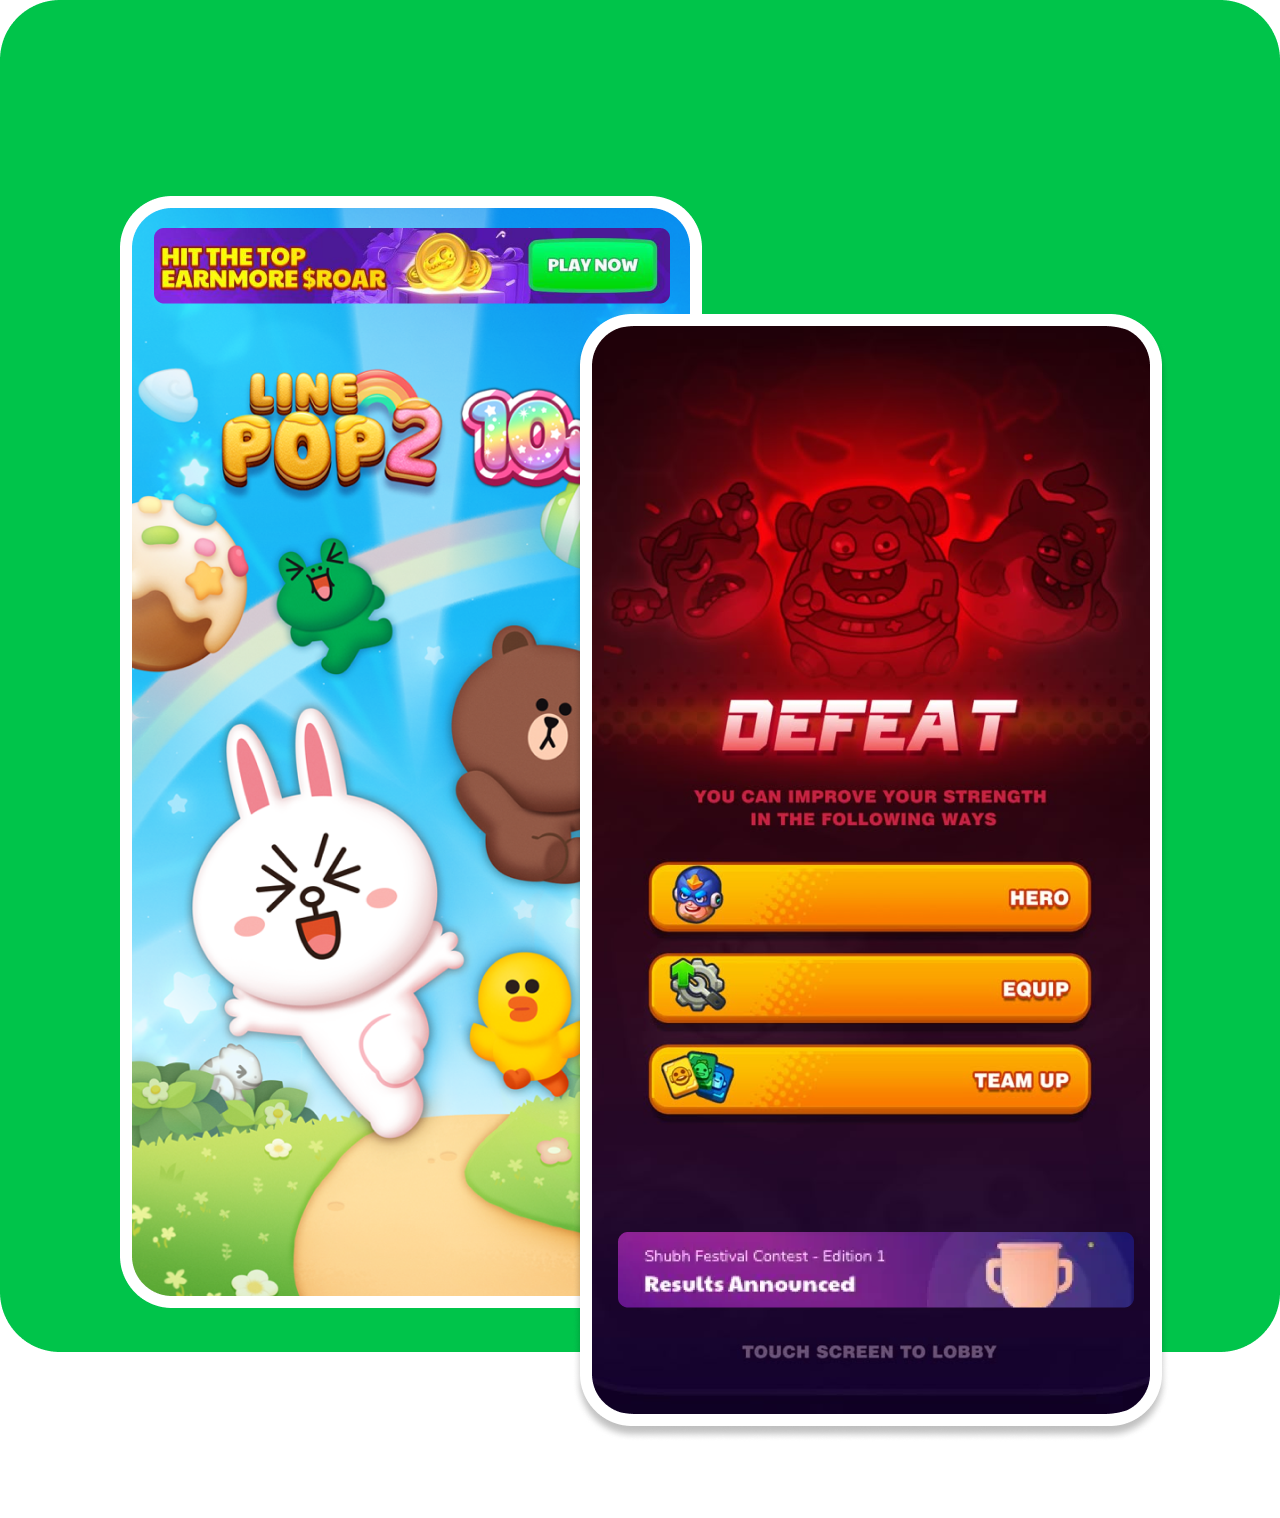 HIT THE TOP
EARNMORE $ROAR
PLAY NOW
LINE
POP2
10
DEFEAT
YOU CAN IMPROVE YOUR STRENGTH
IN THE FOLLOWING WAYS
HERO
EQUIP
TEAM UP
Shubh Festival Contest - Edition 1
Results Announced
TOUCH SCREEN TO LOBBY